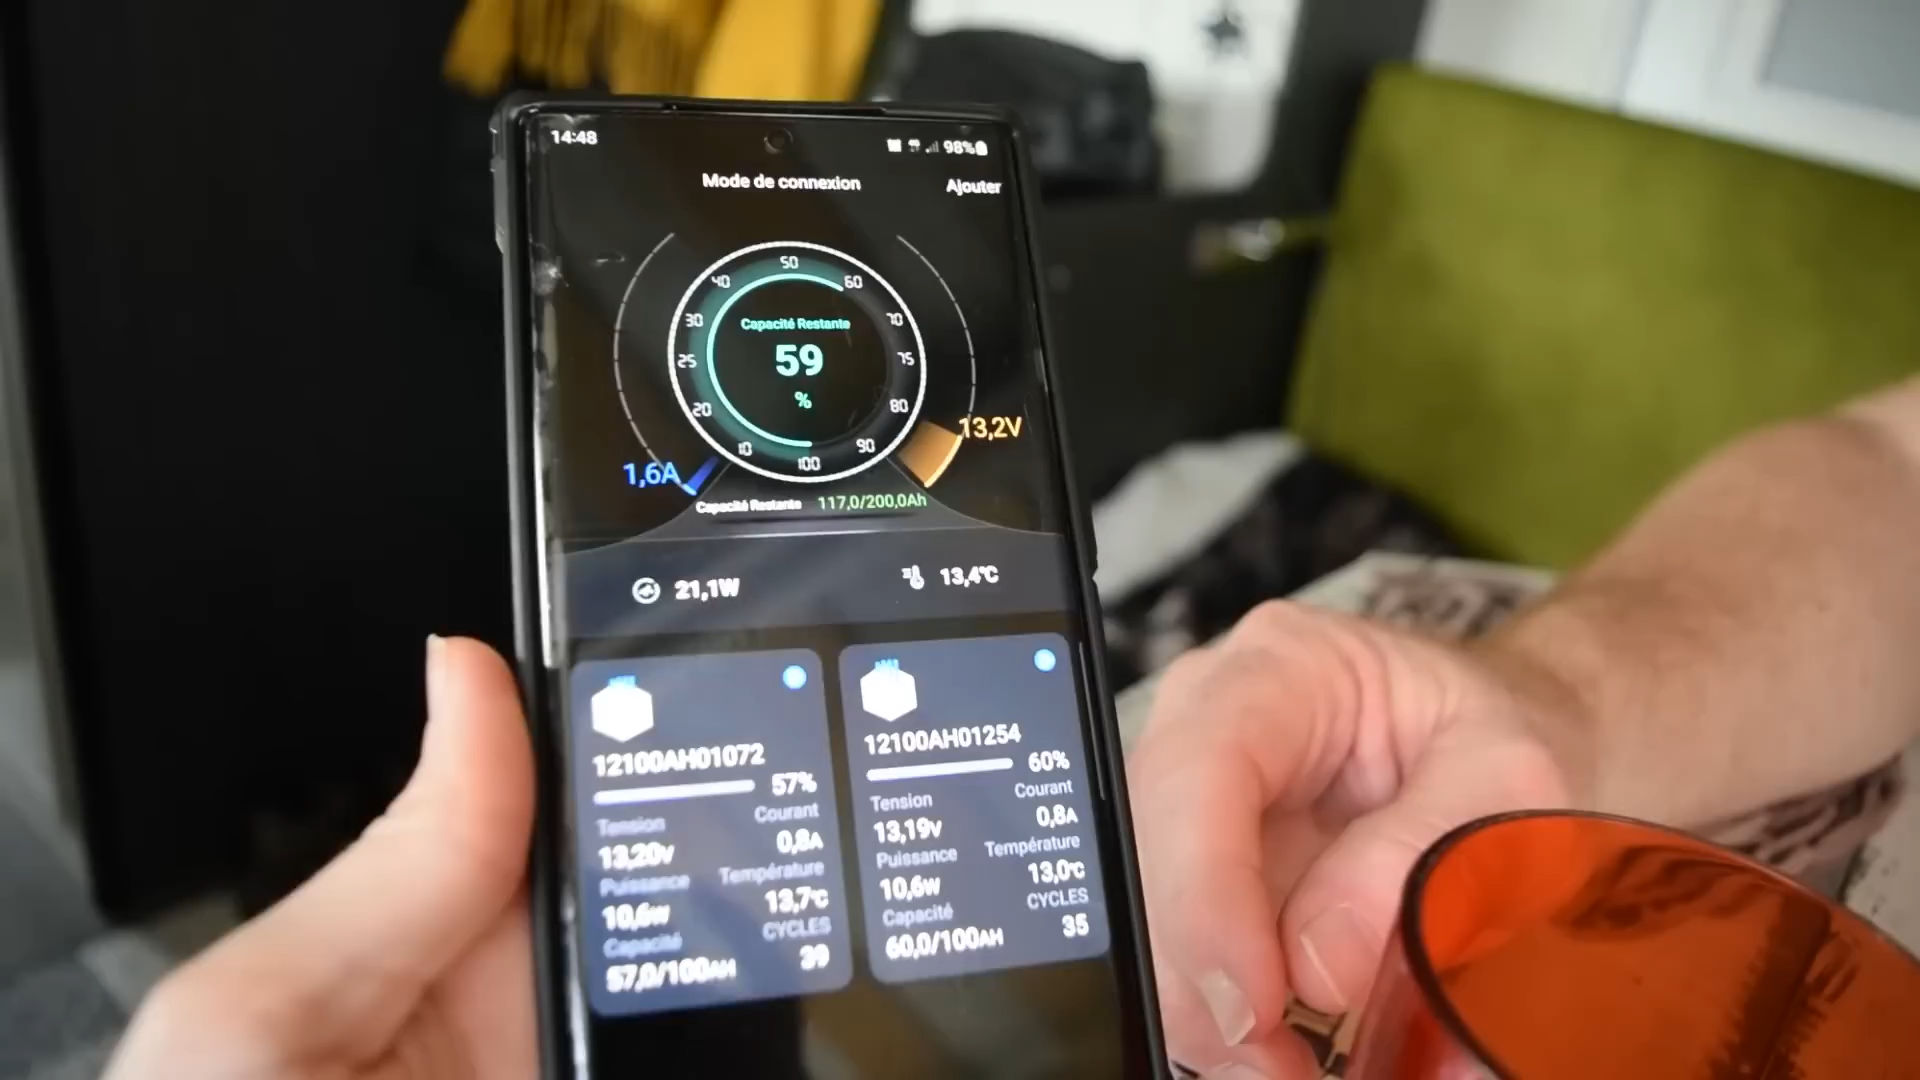 14:48
98%
Mode de connexion
Ajouter
50
40
60
30
70
25
75
20
80
10
90
100
Capacité Restante
59
%
1,6A
13,2V
Capacité Restante 117,0/200,0Ah
21,1W
13,4°C
12100AH01072
57%
Tension
Courant
13,20V
0,8A
Puissance
Température
10,6W
13,7°C
Capacité
CYCLES
57,0/100AH
39
12100AH01254
60%
Tension
Courant
13,19V
0,8A
Puissance
Température
10,6W
13,0°C
Capacité
CYCLES
60,0/100AH
35